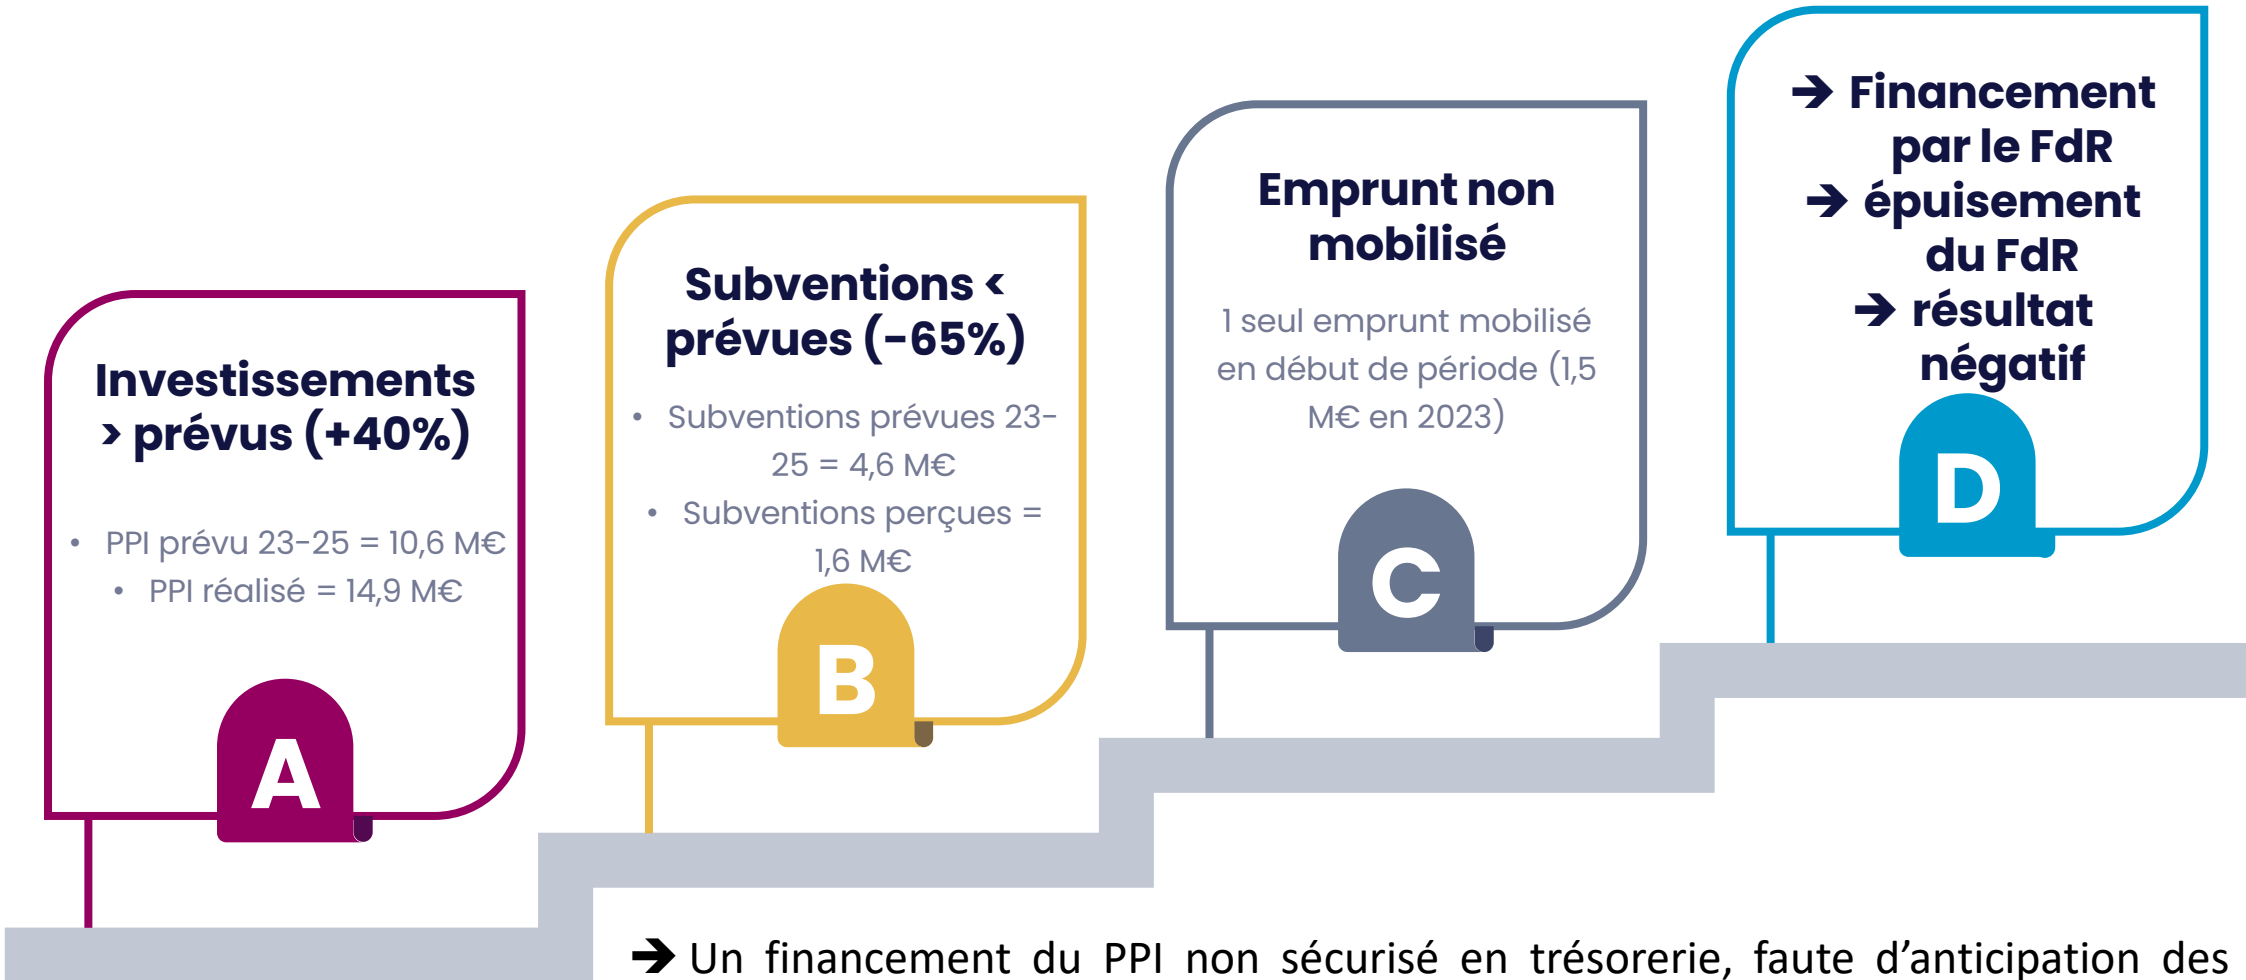 Investissements
> prévus (+40%)
• PPI prévu 23-25 = 10,6 M€
• PPI réalisé = 14,9 M€
A
Subventions <
prévues (-65%)
• Subventions prévues 23-
25 = 4,6 M€
• Subventions perçues =
1,6 M€
B
Emprunt non
mobilisé
1 seul emprunt mobilisé
en début de période (1,5
M€ en 2023)
C
➔ Financement
par le FdR
➔ épuisement
du FdR
➔ résultat
négatif
D
➔ Un financement du PPI non sécurisé en trésorerie, faute d’anticipation des